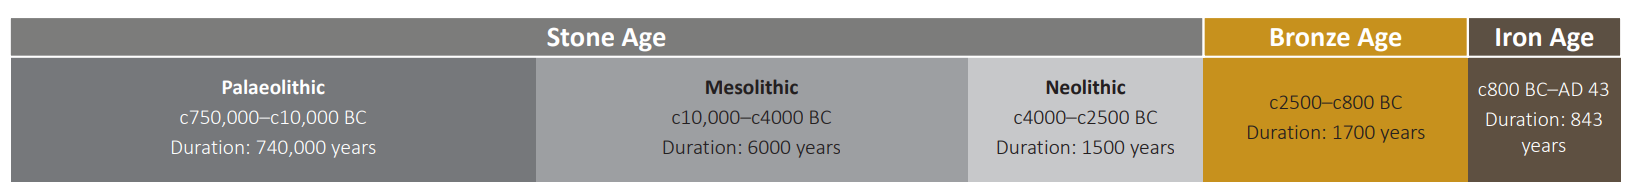 Stone Age
Bronze Age
Iron Age
Palaeolithic
c750,000–c10,000 BC
Duration: 740,000 years
Mesolithic
c10,000–c4000 BC
Duration: 6000 years
Neolithic
c4000–c2500 BC
Duration: 1500 years
c2500–c800 BC
Duration: 1700 years
c800 BC–AD 43
Duration: 843
years